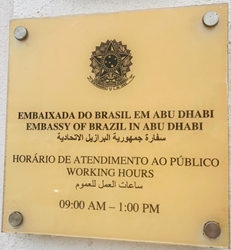 EMBAIXADA DO BRASIL EM ABU DHABI
EMBASSY OF BRAZIL IN ABU DHABI
سفارة جمهورية البرازيل الاتحادية
HORÁRIO DE ATENDIMENTO AO PÚBLICO
WORKING HOURS
ساعات العمل للعموم
09:00 AM – 1:00 PM